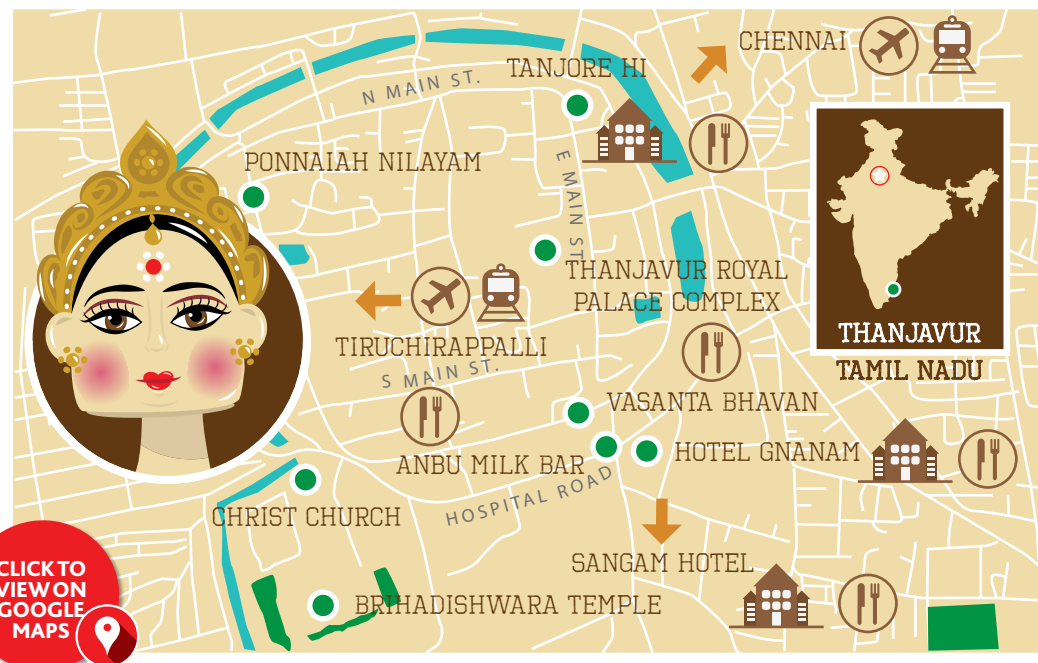 CHENNAI
TANJORE HI
N MAIN ST.
PONNAIAH NILAYAM
E MAIN ST.
THANJAVUR ROYAL
PALACE COMPLEX
THANJAVUR
TAMIL NADU
TIRUCHIRAPPALLI
S MAIN ST.
VASANTA BHAVAN
HOTEL GNANAM
ANBU MILK BAR
HOSPITAL ROAD
CHRIST CHURCH
SANGAM HOTEL
BRIHADISHWARA TEMPLE
CLICK TO
VIEW ON
GOOGLE
MAPS